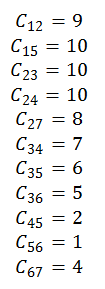 C₁₂ = 9
C₁₅ = 10
C₂₃ = 10
C₂₄ = 10
C₂₇ = 8
C₃₄ = 7
C₃₅ = 6
C₃₆ = 5
C₄₅ = 2
C₅₆ = 1
C₆₇ = 4